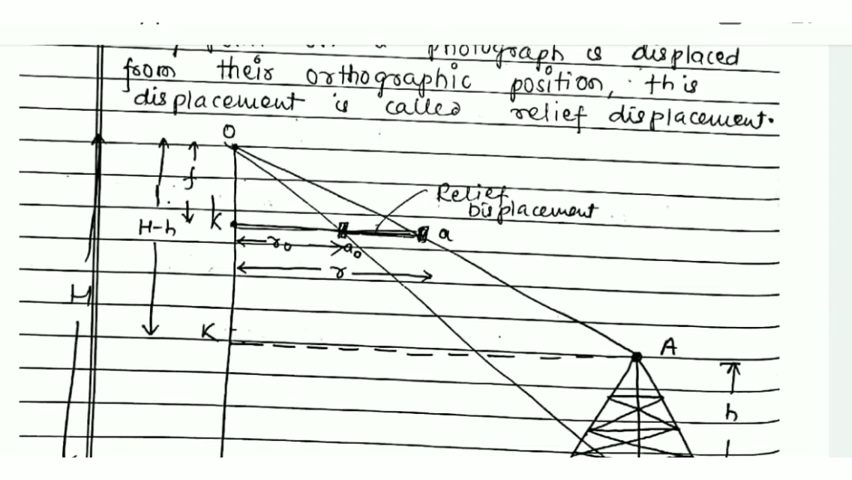 photograph is displaced
from their orthographic position, this
displacement is called relief displacement.
O
f
Relief
Displacement
k
a
H-h
r₀
a₀
r
H
K
A
h